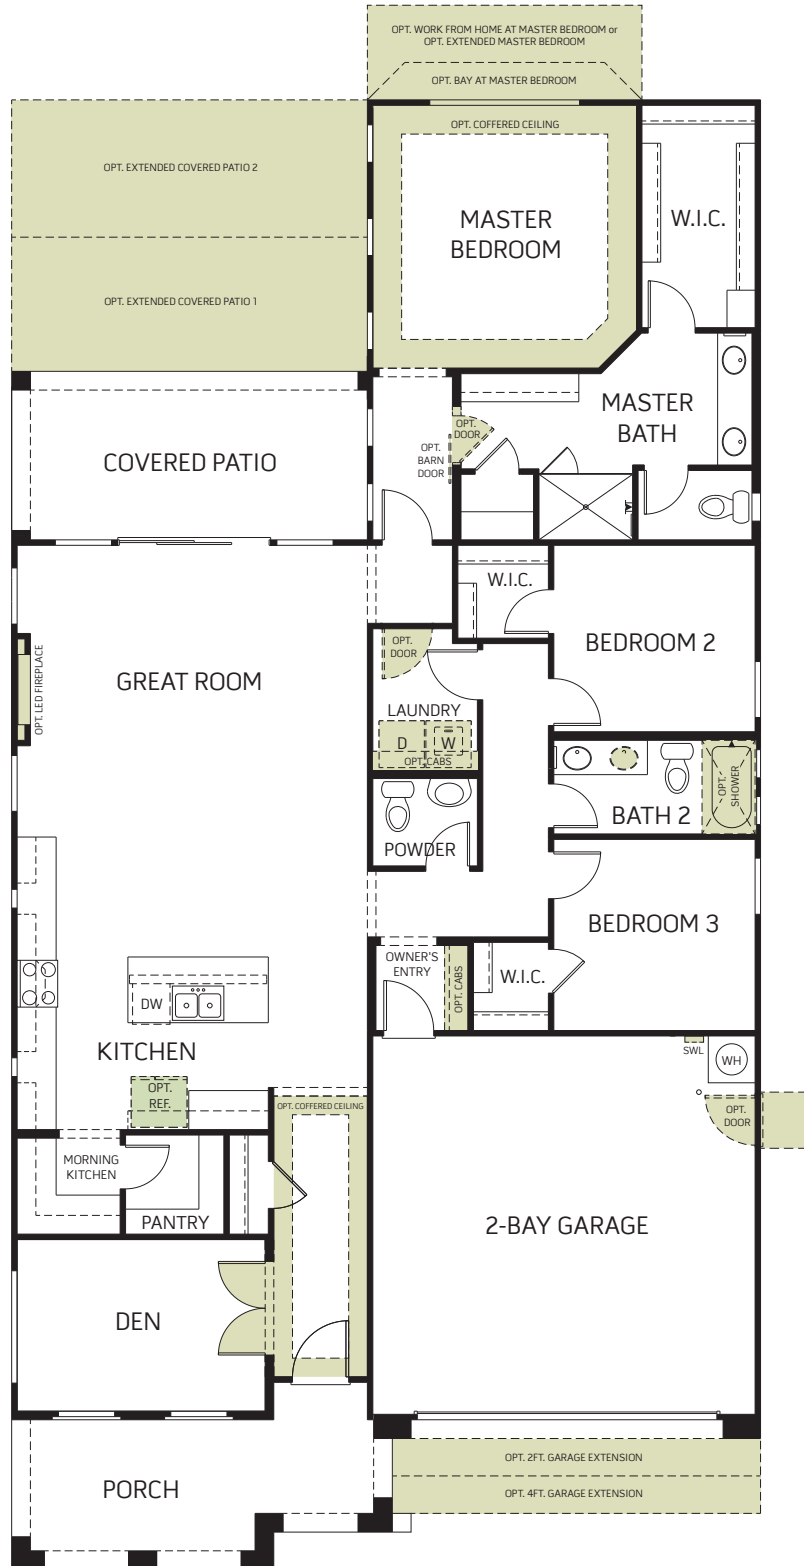 OPT. WORK FROM HOME AT MASTER BEDROOM or
OPT. EXTENDED MASTER BEDROOM
OPT. BAY AT MASTER BEDROOM
OPT. COFFERED CEILING
OPT. EXTENDED COVERED PATIO 2
MASTER
BEDROOM
W.I.C.
OPT. EXTENDED COVERED PATIO 1
MASTER
BATH
OPT.
DOOR
OPT.
BARN
DOOR
COVERED PATIO
W.I.C.
BEDROOM 2
OPT.
DOOR
GREAT ROOM
OPT. LED FIREPLACE
LAUNDRY
D
W
OPT. CABS
OPT.
SHOWER
BATH 2
POWDER
BEDROOM 3
OWNER'S
ENTRY
OPT. CABS
W.I.C.
DW
KITCHEN
SWL
WH
OPT.
REF.
OPT. COFFERED CEILING
OPT.
DOOR
MORNING
KITCHEN
PANTRY
2-BAY GARAGE
DEN
OPT. 2FT. GARAGE EXTENSION
PORCH
OPT. 4FT. GARAGE EXTENSION